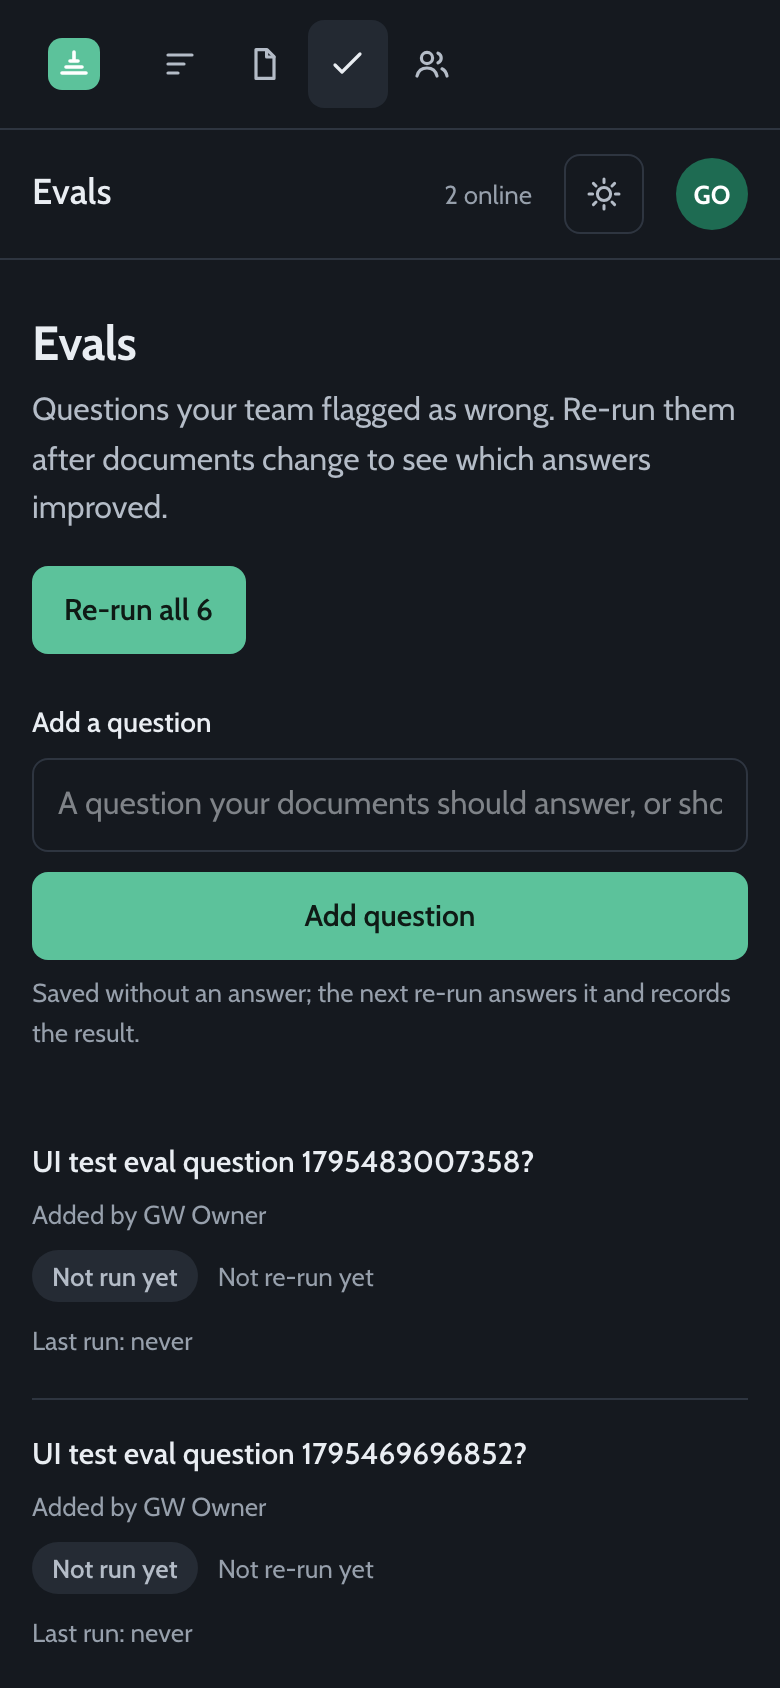 Evals
2 online
GO
Evals
Questions your team flagged as wrong. Re-run them
after documents change to see which answers
improved.
Re-run all 6
Add a question
A question your documents should answer, or
Add question
Saved without an answer; the next re-run answers it and records
the result.
UI test eval question 1795483007358?
Added by GW Owner
Not run yet Not re-run yet
Last run: never
UI test eval question 1795469696852?
Added by GW Owner
Not run yet Not re-run yet
Last run: never